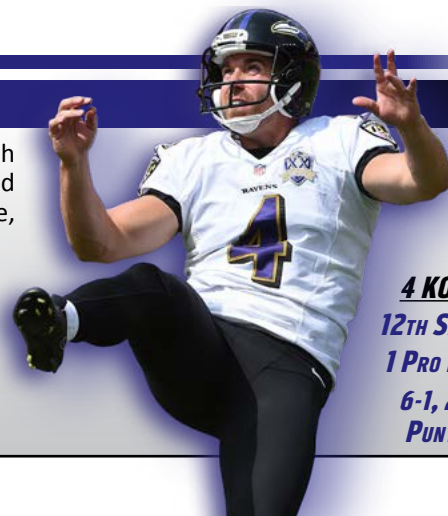 h
d
e,
RAVENS
4
4 KO
12TH S
1 PRO
6-1,
PUN